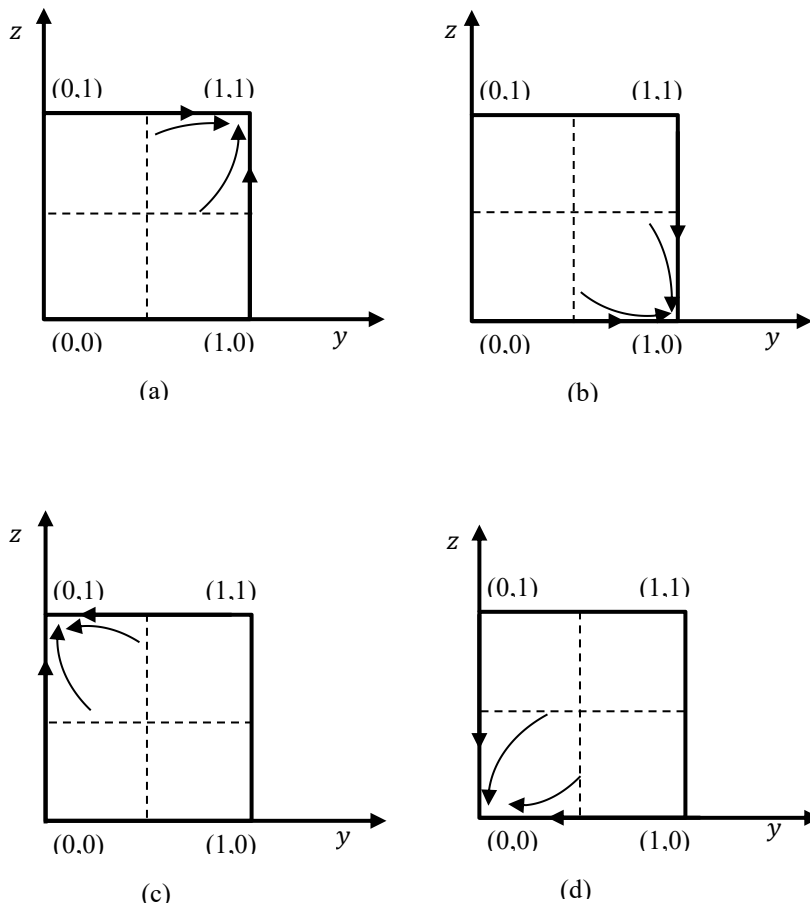 z
(0,1) (1,1)
(0,0) (1,0) y
(a)
z
(0,1) (1,1)
(0,0) (1,0) y
(b)
z
(0,1) (1,1)
(0,0) (1,0) y
(c)
z
(0,1) (1,1)
(0,0) (1,0) y
(d)